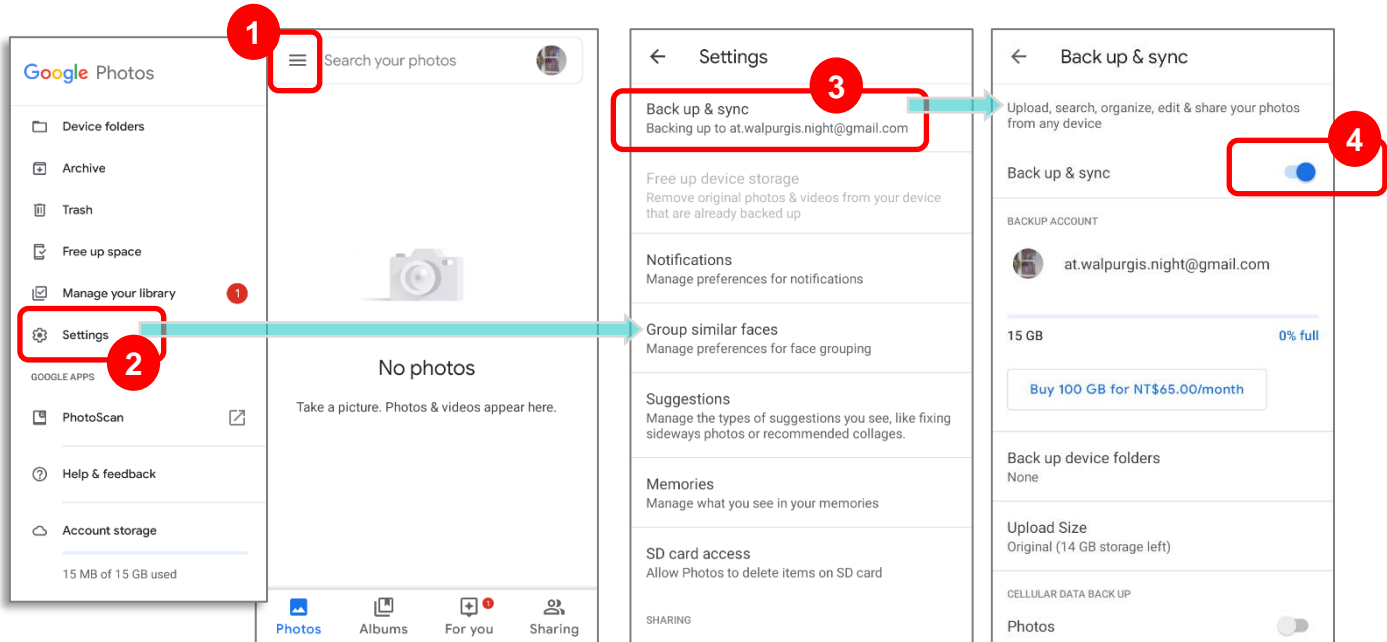 Google Photos
Device folders
Archive
Trash
Free up space
Manage your library
1
Settings
2
GOOGLE APPS
PhotoScan
Help & feedback
Account storage
15 MB of 15 GB used
1
Search your photos
No photos
Take a picture. Photos & videos appear here.
Photos
Albums
For you
1
Sharing
Settings
3
Back up & sync
Backing up to at.walpurgis.night@gmail.com
Free up device storage
Remove original photos & videos from your device
that are already backed up
Notifications
Manage preferences for notifications
Group similar faces
Manage preferences for face grouping
Suggestions
Manage the types of suggestions you see, like fixing
sideways photos or recommended collages.
Memories
Manage what you see in your memories
SD card access
Allow Photos to delete items on SD card
SHARING
Back up & sync
Upload, search, organize, edit & share your photos
from any device
4
Back up & sync
BACKUP ACCOUNT
at.walpurgis.night@gmail.com
15 GB
0% full
Buy 100 GB for NT$65.00/month
Back up device folders
None
Upload Size
Original (14 GB storage left)
CELLULAR DATA BACK UP
Photos